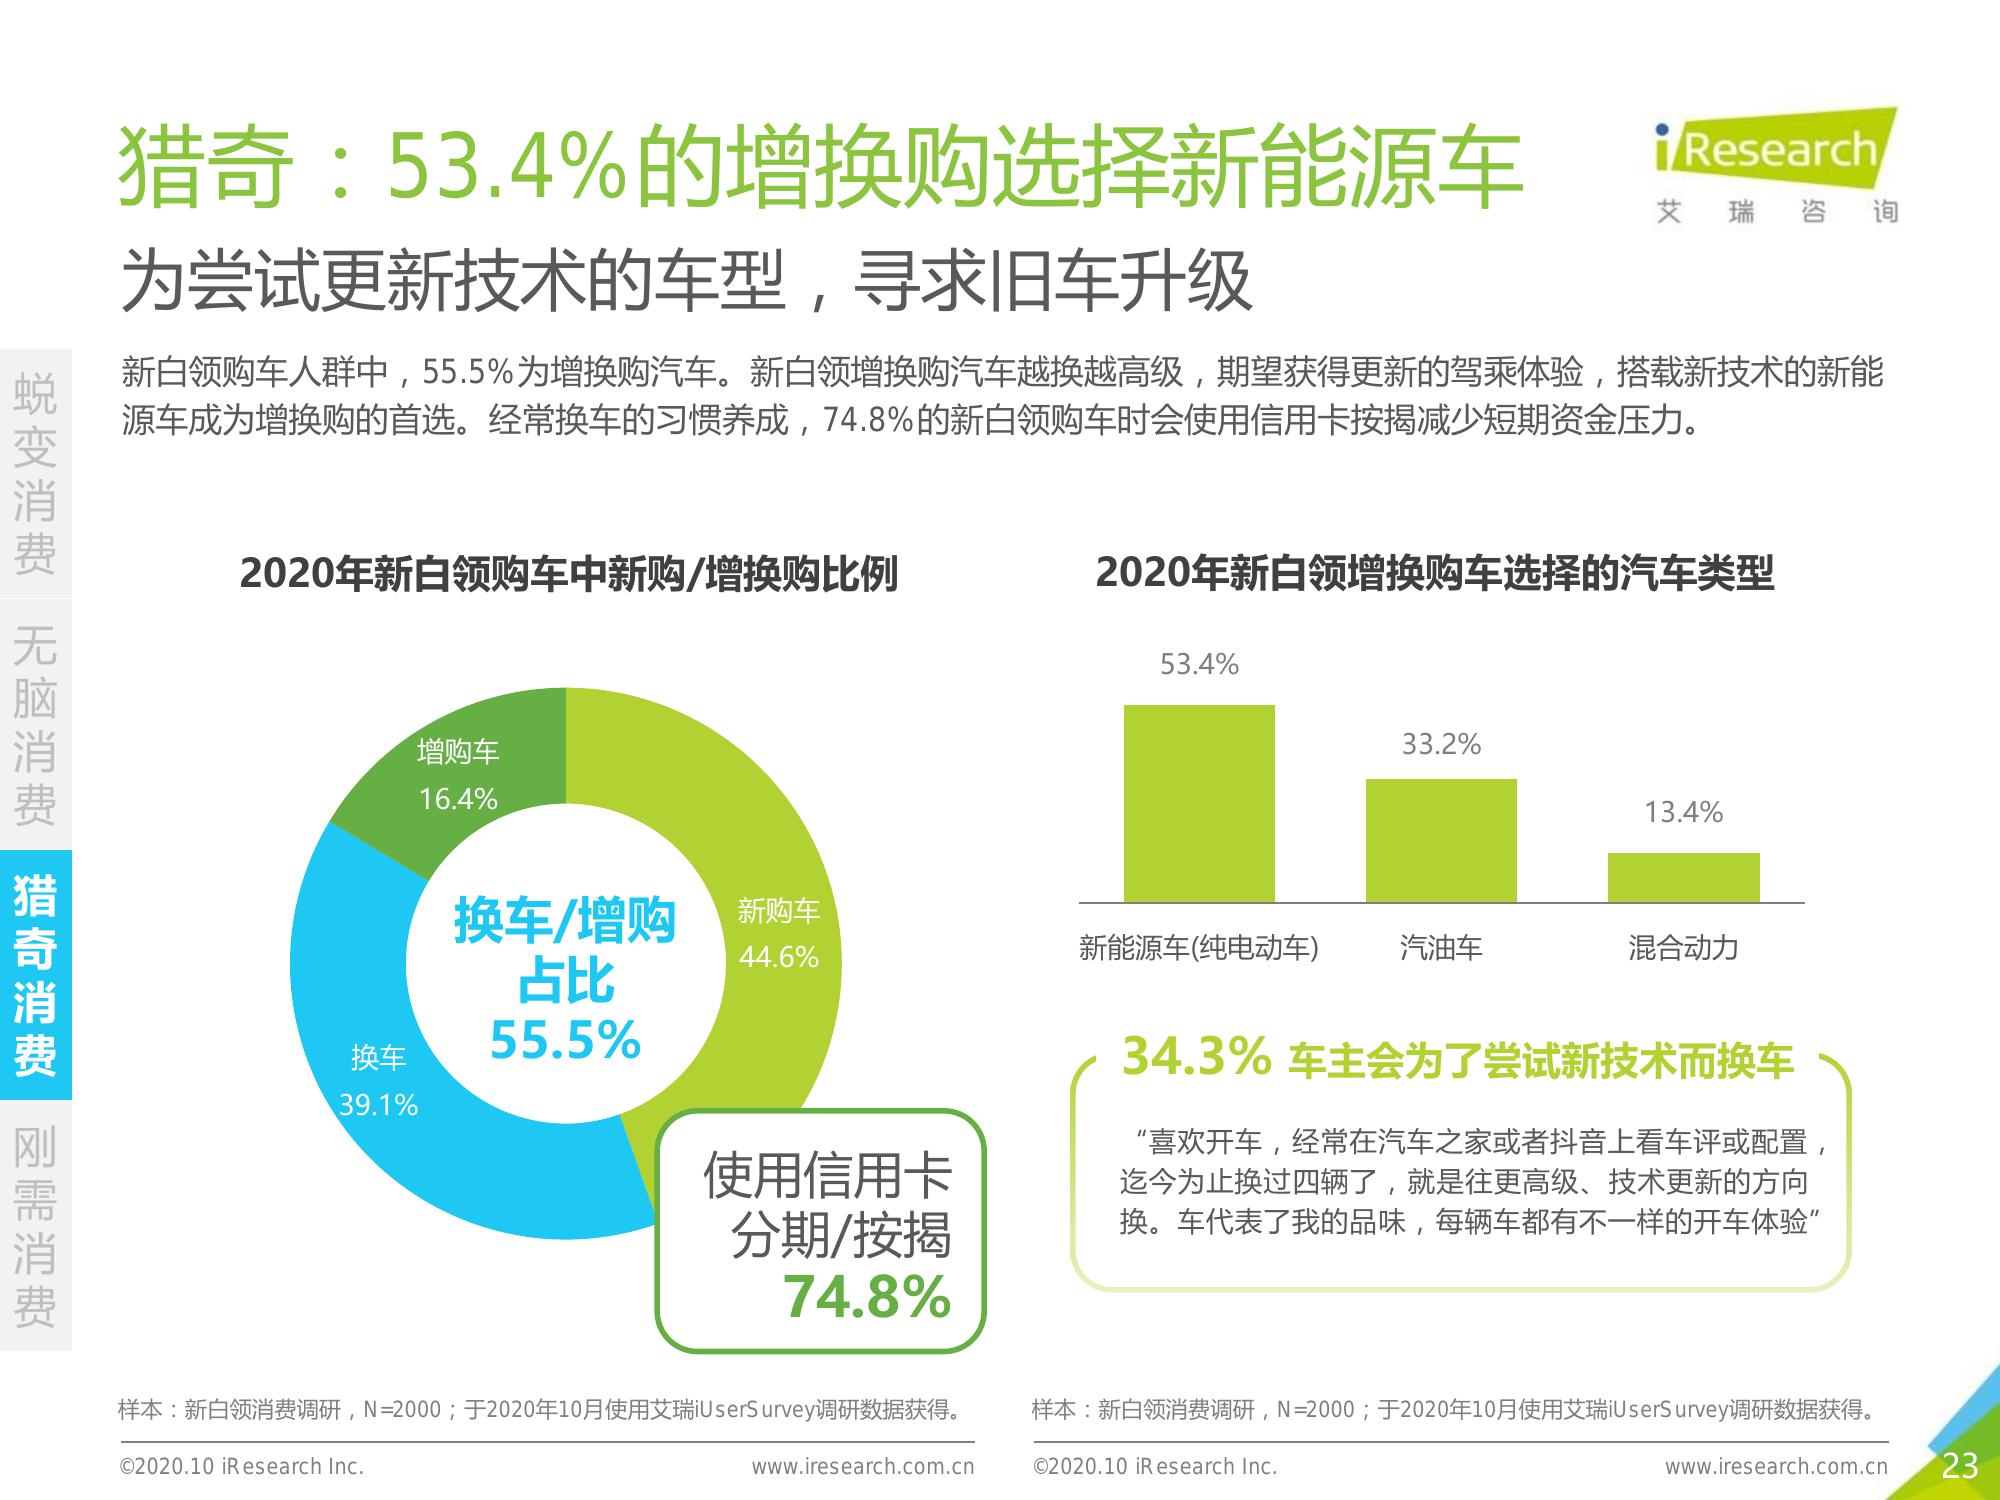 猎奇：53.4%的增换购选择新能源车
iResearch
艾瑞咨询
为尝试更新技术的车型，寻求旧车升级
新白领购车人群中，55.5%为增换购汽车。新白领增换购汽车越换越高级，期望获得更新的驾乘体验，搭载新技术的新能
源车成为增换购的首选。经常换车的习惯养成，74.8%的新白领购车时会使用信用卡按揭减少短期资金压力。
蜕变消费
无脑消费
猎奇消费
刚需消费
2020年新白领购车中新购/增换购比例
增购车
16.4%
新购车
44.6%
换车
39.1%
换车/增购
占比
55.5%
使用信用卡
分期/按揭
74.8%
2020年新白领增换购车选择的汽车类型
53.4%
33.2%
13.4%
新能源车(纯电动车)
汽油车
混合动力
34.3% 车主会为了尝试新技术而换车
“喜欢开车，经常在汽车之家或者抖音上看车评或配置，
迄今为止换过四辆了，就是往更高级、技术更新的方向
换。车代表了我的品味，每辆车都有不一样的开车体验”
样本：新白领消费调研，N=2000；于2020年10月使用艾瑞iUserSurvey调研数据获得。
©2020.10 iResearch Inc.
www.iresearch.com.cn
样本：新白领消费调研，N=2000；于2020年10月使用艾瑞iUserSurvey调研数据获得。
©2020.10 iResearch Inc.
www.iresearch.com.cn
23